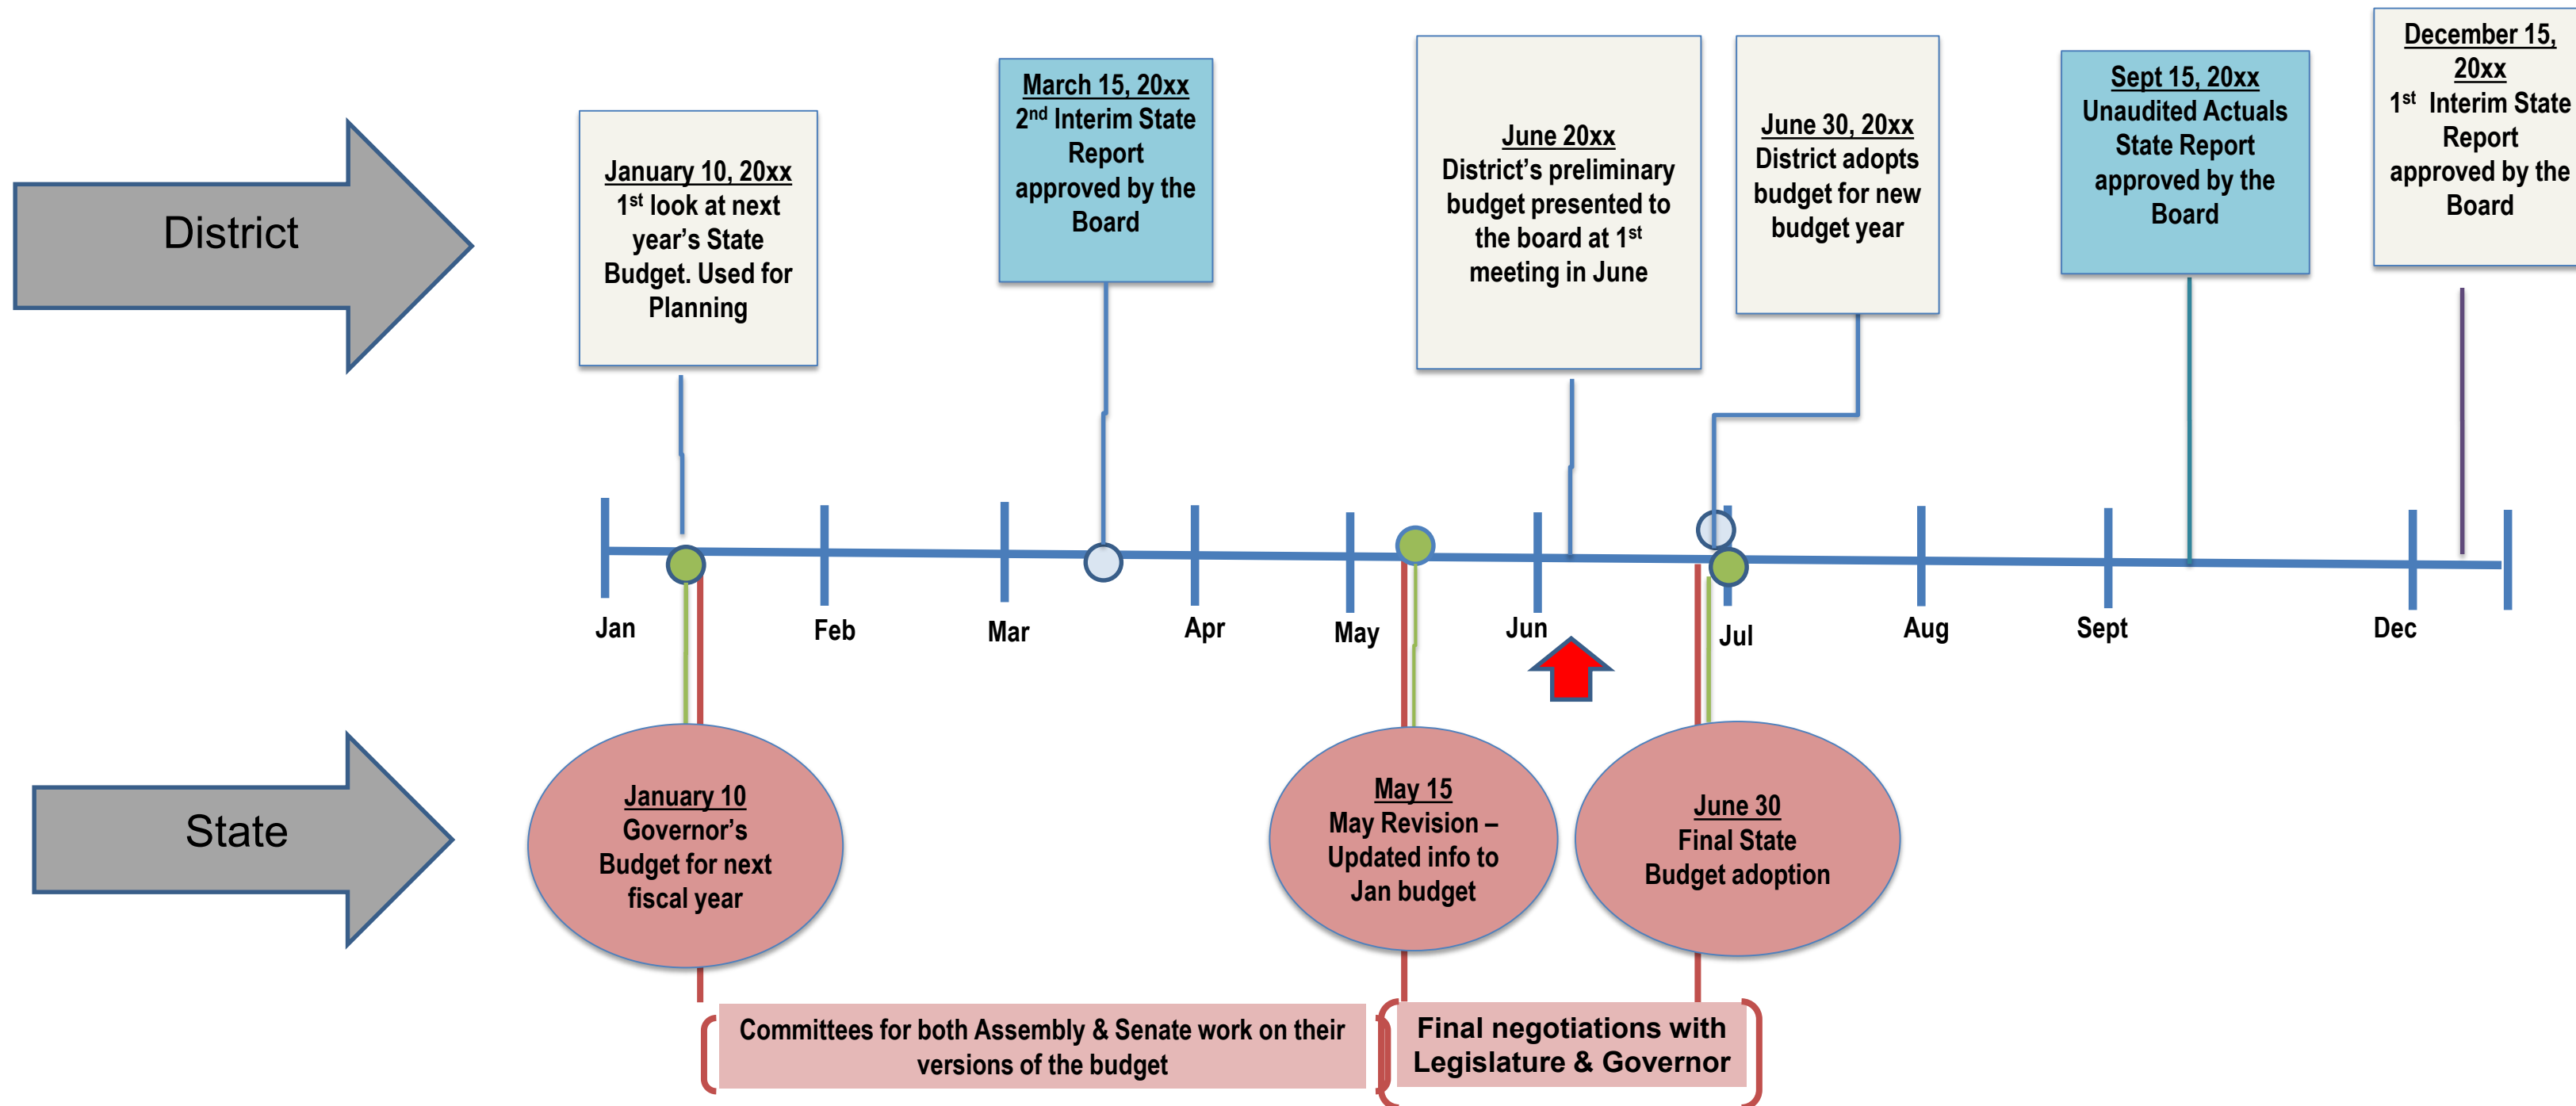 District
January 10, 20xx
1st look at next
year's State
Budget. Used for
Planning
March 15, 20xx
2nd Interim State
Report
approved by the
Board
June 20xx
District's preliminary
budget presented to
the board at 1st
meeting in June
June 30, 20xx
District adopts
budget for new
budget year
Sept 15, 20xx
Unaudited Actuals
State Report
approved by the
Board
December 15,
20xx
1st Interim State
Report
approved by the
Board
Jan
Feb
Mar
Apr
May
Jun
Jul
Aug
Sept
Dec
State
January 10
Governor's
Budget for next
fiscal year
May 15
May Revision –
Updated info to
Jan budget
June 30
Final State
Budget adoption
Committees for both Assembly & Senate work on their
versions of the budget
Final negotiations with
Legislature & Governor